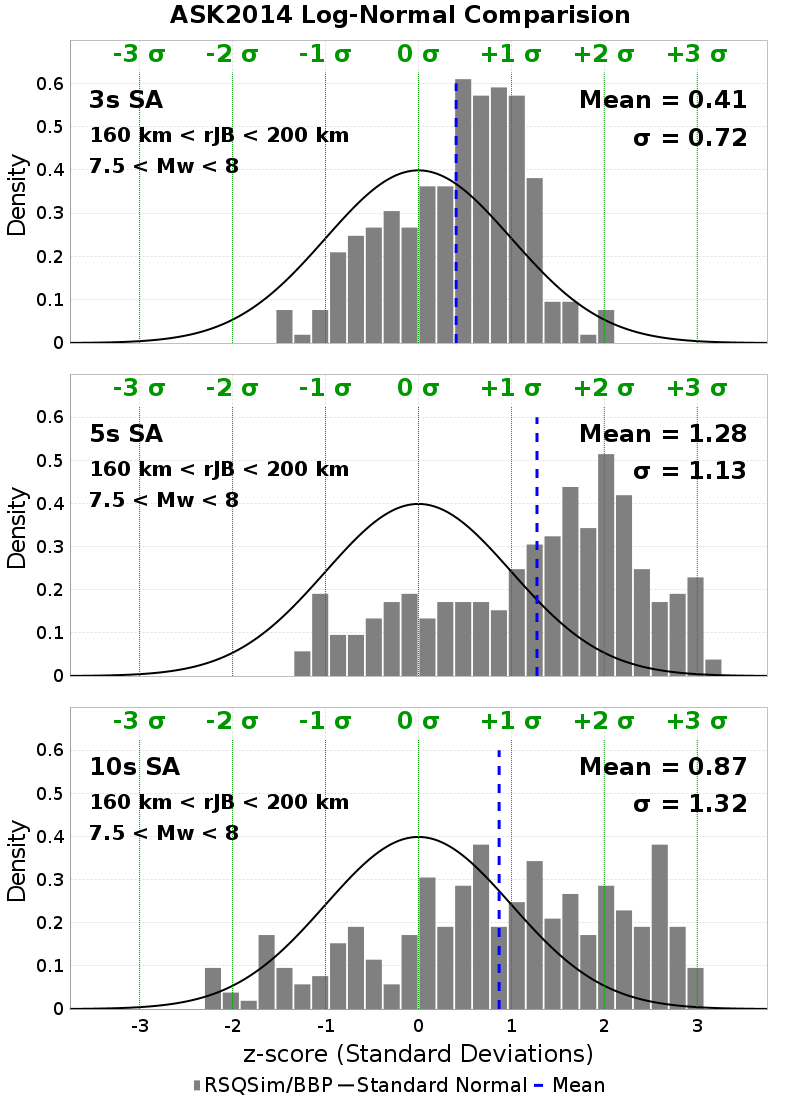 ASK2014 Log-Normal Comparision
-3 σ -2 σ -1 σ 0 σ +1 σ +2 σ +3 σ
3s SA
Mean = 0.41
160 km < rJB < 200 km
σ = 0.72
7.5 < Mw < 8
Density
0.6
0.5
0.4
0.3
0.2
0.1
0
-3 σ -2 σ -1 σ 0 σ +1 σ +2 σ +3 σ
5s SA
Mean = 1.28
160 km < rJB < 200 km
σ = 1.13
7.5 < Mw < 8
Density
0.6
0.5
0.4
0.3
0.2
0.1
0
-3 σ -2 σ -1 σ 0 σ +1 σ +2 σ +3 σ
10s SA
Mean = 0.87
160 km < rJB < 200 km
σ = 1.32
7.5 < Mw < 8
Density
0.6
0.5
0.4
0.3
0.2
0.1
0
-3 -2 -1 0 1 2 3
z-score (Standard Deviations)
RSQSim/BBP Standard Normal Mean